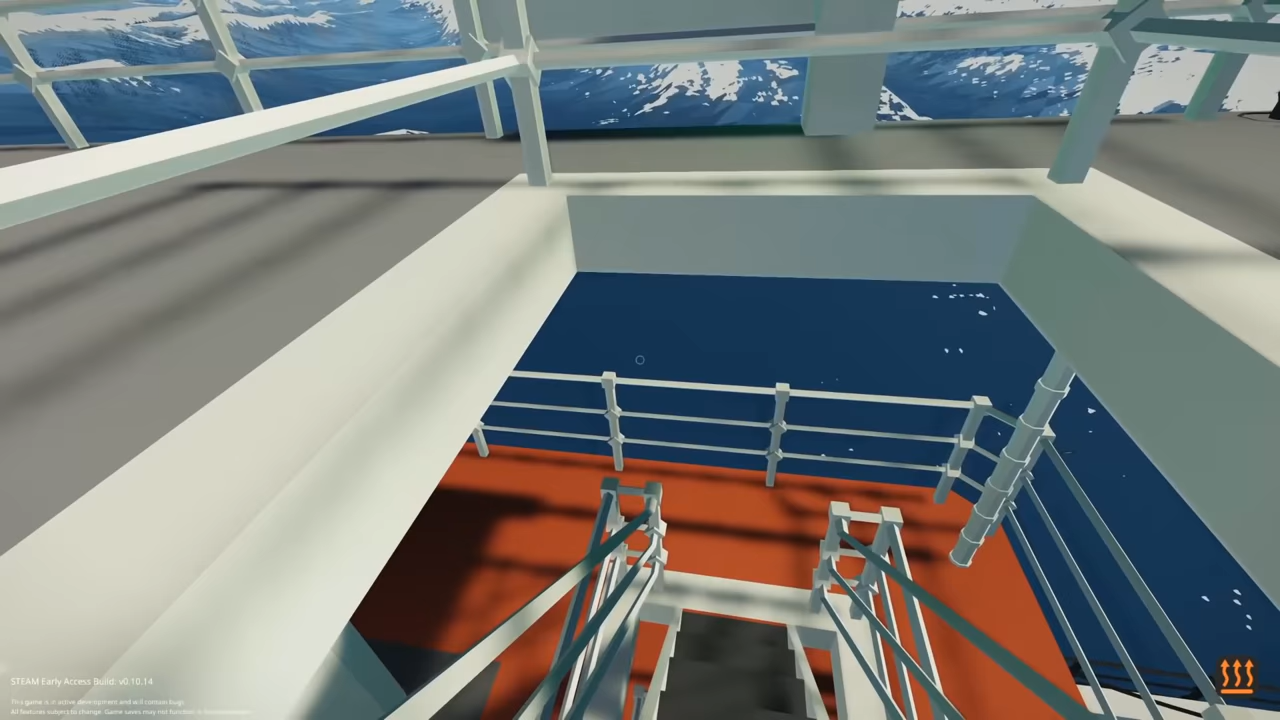 STEAM Early Access Build: v0.10.14
This game is in active development and will contain bugs.
All features subject to change. Game saves may not function in